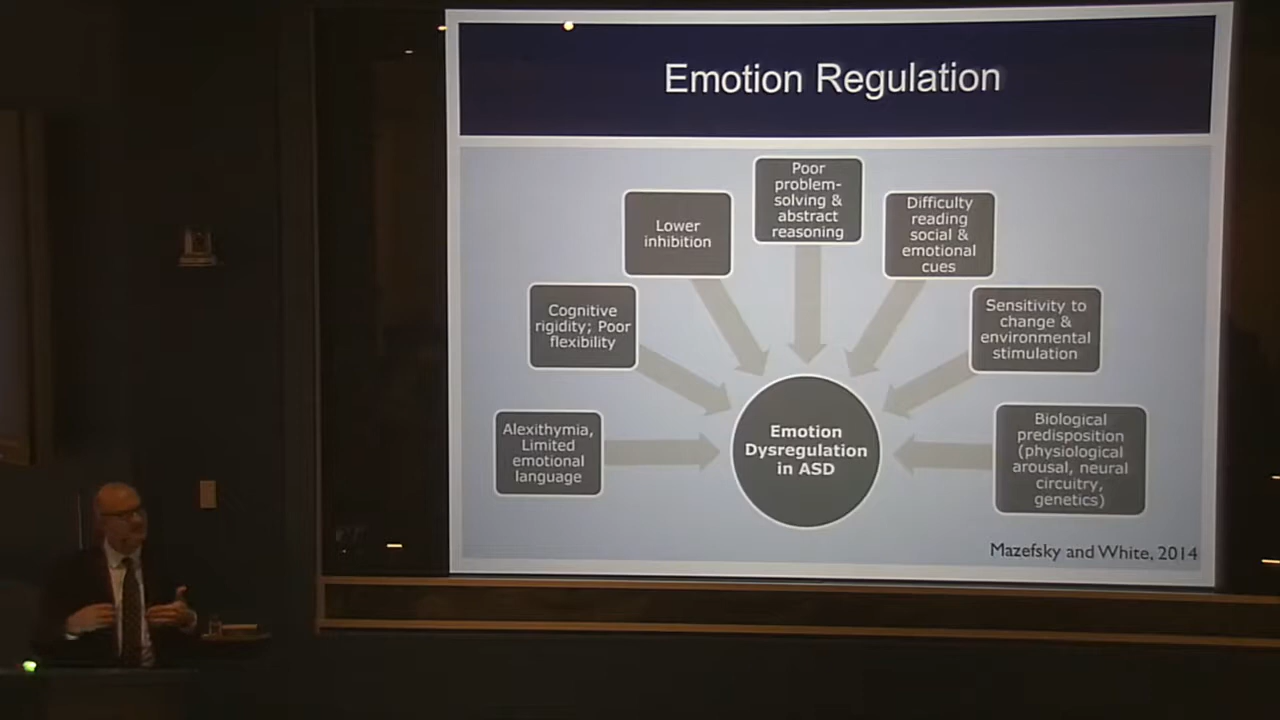 Emotion Regulation
Poor
problem-
solving &
abstract
reasoning
Lower
inhibition
Difficulty
reading
social &
emotional
cues
Cognitive
rigidity; Poor
flexibility
Sensitivity to
change &
environmental
stimulation
Alexithymia,
Limited
emotional
language
Emotion
Dysregulation
in ASD
Biological
predisposition
(physiological
arousal, neural
circuitry,
genetics)
Mazefsky and White, 2014